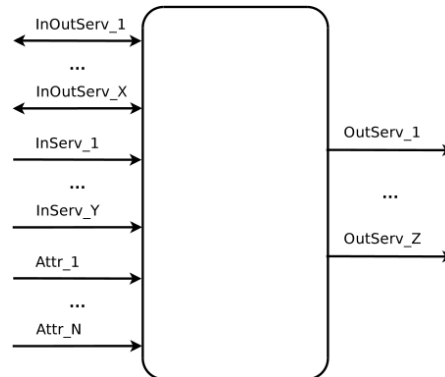 InOutServ_1
...
InOutServ_X
InServ_1
...
InServ_Y
Attr_1
...
Attr_N
OutServ_1
...
OutServ_Z